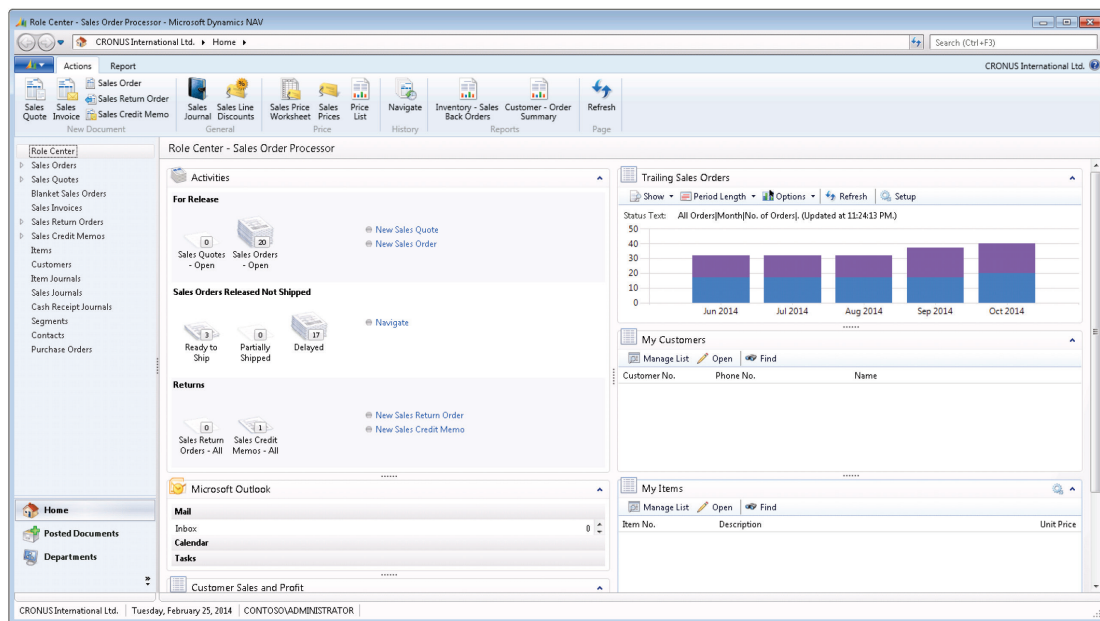 Role Center - Sales Order Processor - Microsoft Dynamics NAV
CRONUS International Ltd. Home
Search (Ctrl+F3)
Actions Report
CRONUS International Ltd.
Sales Quote
Sales Invoice
Sales Order
Sales Return Order
Sales Credit Memo
New Document
Sales Journal
Sales Line Discounts
General
Sales Price Worksheet
Sales Prices
Price List
Price
Navigate
History
Inventory - Sales Back Orders
Customer - Order Summary
Reports
Refresh
Page
Role Center
Sales Orders
Sales Quotes
Blanket Sales Orders
Sales Invoices
Sales Return Orders
Sales Credit Memos
Items
Customers
Item Journals
Sales Journals
Cash Receipt Journals
Segments
Contacts
Purchase Orders
Home
Posted Documents
Departments
Role Center - Sales Order Processor
Activities
For Release
0
Sales Quotes - Open
20
Sales Orders - Open
New Sales Quote
New Sales Order
Sales Orders Released Not Shipped
3
Ready to Ship
0
Partially Shipped
17
Delayed
Navigate
Returns
0
Sales Return Orders - All
1
Sales Credit Memos - All
New Sales Return Order
New Sales Credit Memo
Microsoft Outlook
Mail
Inbox 0
Calendar
Tasks
Customer Sales and Profit
Trailing Sales Orders
Show Period Length Options Refresh Setup
Status Text: All Orders|Month|No. of Orders|. (Updated at 11:24:13 PM.)
50
40
30
20
10
0
Jun 2014 Jul 2014 Aug 2014 Sep 2014 Oct 2014
My Customers
Manage List Open Find
Customer No. Phone No. Name
My Items
Manage List Open Find
Item No. Description Unit Price
CRONUS International Ltd. Tuesday, February 25, 2014 CONTOSO\ADMINISTRATOR